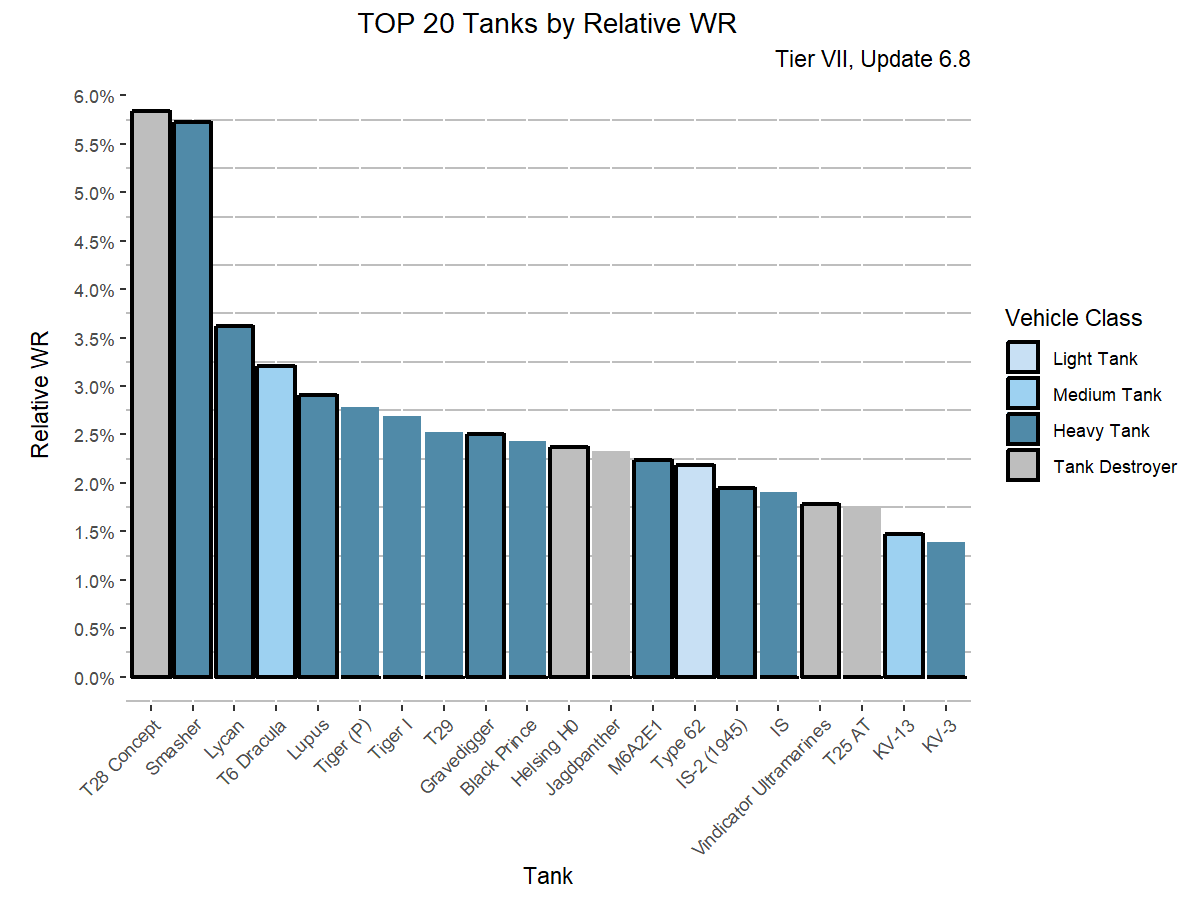 TOP 20 Tanks by Relative WR
Tier VII, Update 6.8
6.0%
5.5%
5.0%
4.5%
4.0%
3.5%
3.0%
2.5%
2.0%
1.5%
1.0%
0.5%
0.0%
Relative WR
T28 Concept
Smasher
Lycan
T6 Dracula
Lupus
Tiger (P)
Tiger I
T29
Gravedigger
Black Prince
Helsing H0
Jagdpanther
M6A2E1
Type 62
IS-2 (1945)
IS
Vindicator Ultramarines
T25 AT
KV-13
KV-3
Tank
Vehicle Class
Light Tank
Medium Tank
Heavy Tank
Tank Destroyer